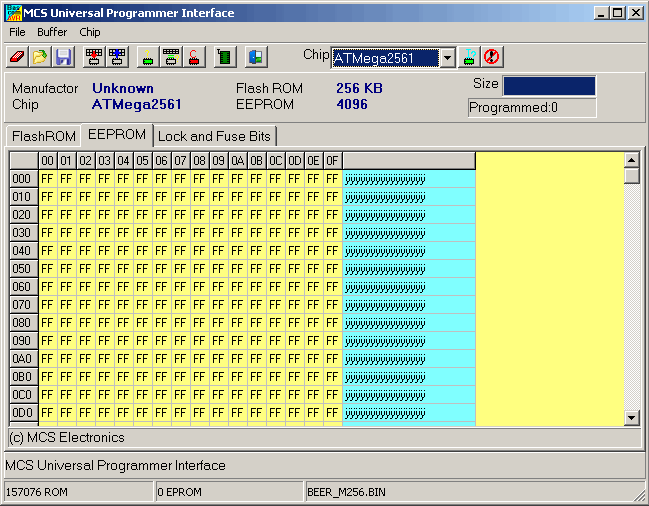 MCS Universal Programmer Interface
File Buffer Chip
Chip ATMega2561
Manufactor Unknown Flash ROM 256 KB Size
Chip ATMega2561 EEPROM 4096 Programmed:0
FlashROM EEPROM Lock and Fuse Bits
00 01 02 03 04 05 06 07 08 09 0A 0B 0C 0D 0E 0F
000 FF FF FF FF FF FF FF FF FF FF FF FF FF FF FF FF ÿÿÿÿÿÿÿÿÿÿÿÿÿÿÿÿ
010 FF FF FF FF FF FF FF FF FF FF FF FF FF FF FF FF ÿÿÿÿÿÿÿÿÿÿÿÿÿÿÿÿ
020 FF FF FF FF FF FF FF FF FF FF FF FF FF FF FF FF ÿÿÿÿÿÿÿÿÿÿÿÿÿÿÿÿ
030 FF FF FF FF FF FF FF FF FF FF FF FF FF FF FF FF ÿÿÿÿÿÿÿÿÿÿÿÿÿÿÿÿ
040 FF FF FF FF FF FF FF FF FF FF FF FF FF FF FF FF ÿÿÿÿÿÿÿÿÿÿÿÿÿÿÿÿ
050 FF FF FF FF FF FF FF FF FF FF FF FF FF FF FF FF ÿÿÿÿÿÿÿÿÿÿÿÿÿÿÿÿ
060 FF FF FF FF FF FF FF FF FF FF FF FF FF FF FF FF ÿÿÿÿÿÿÿÿÿÿÿÿÿÿÿÿ
070 FF FF FF FF FF FF FF FF FF FF FF FF FF FF FF FF ÿÿÿÿÿÿÿÿÿÿÿÿÿÿÿÿ
080 FF FF FF FF FF FF FF FF FF FF FF FF FF FF FF FF ÿÿÿÿÿÿÿÿÿÿÿÿÿÿÿÿ
090 FF FF FF FF FF FF FF FF FF FF FF FF FF FF FF FF ÿÿÿÿÿÿÿÿÿÿÿÿÿÿÿÿ
0A0 FF FF FF FF FF FF FF FF FF FF FF FF FF FF FF FF ÿÿÿÿÿÿÿÿÿÿÿÿÿÿÿÿ
0B0 FF FF FF FF FF FF FF FF FF FF FF FF FF FF FF FF ÿÿÿÿÿÿÿÿÿÿÿÿÿÿÿÿ
0C0 FF FF FF FF FF FF FF FF FF FF FF FF FF FF FF FF ÿÿÿÿÿÿÿÿÿÿÿÿÿÿÿÿ
0D0 FF FF FF FF FF FF FF FF FF FF FF FF FF FF FF FF ÿÿÿÿÿÿÿÿÿÿÿÿÿÿÿÿ
(c) MCS Electronics
MCS Universal Programmer Interface
157076 ROM 0 EPROM BEER_M256.BIN